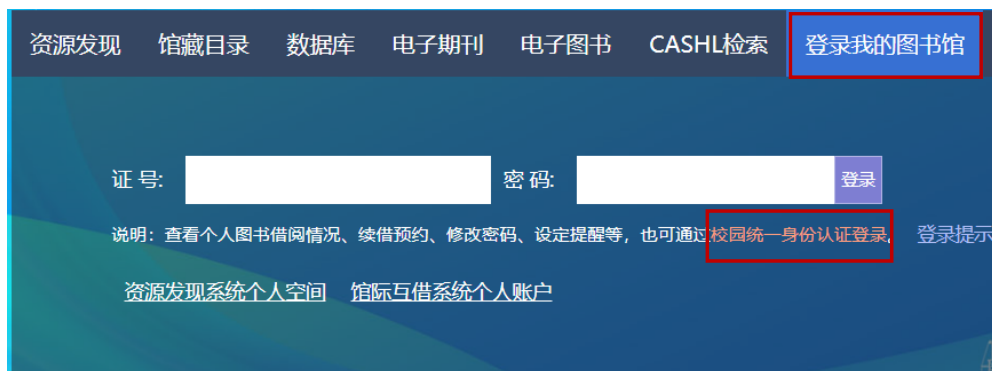 资源发现 馆藏目录 数据库 电子期刊 电子图书 CASHL检索 登录我的图书馆
证 号: 密 码: 登录
说明：查看个人图书借阅情况、续借预约、修改密码、设定提醒等，也可通过校园统一身份认证登录。 登录提示
资源发现系统个人空间 馆际互借系统个人账户